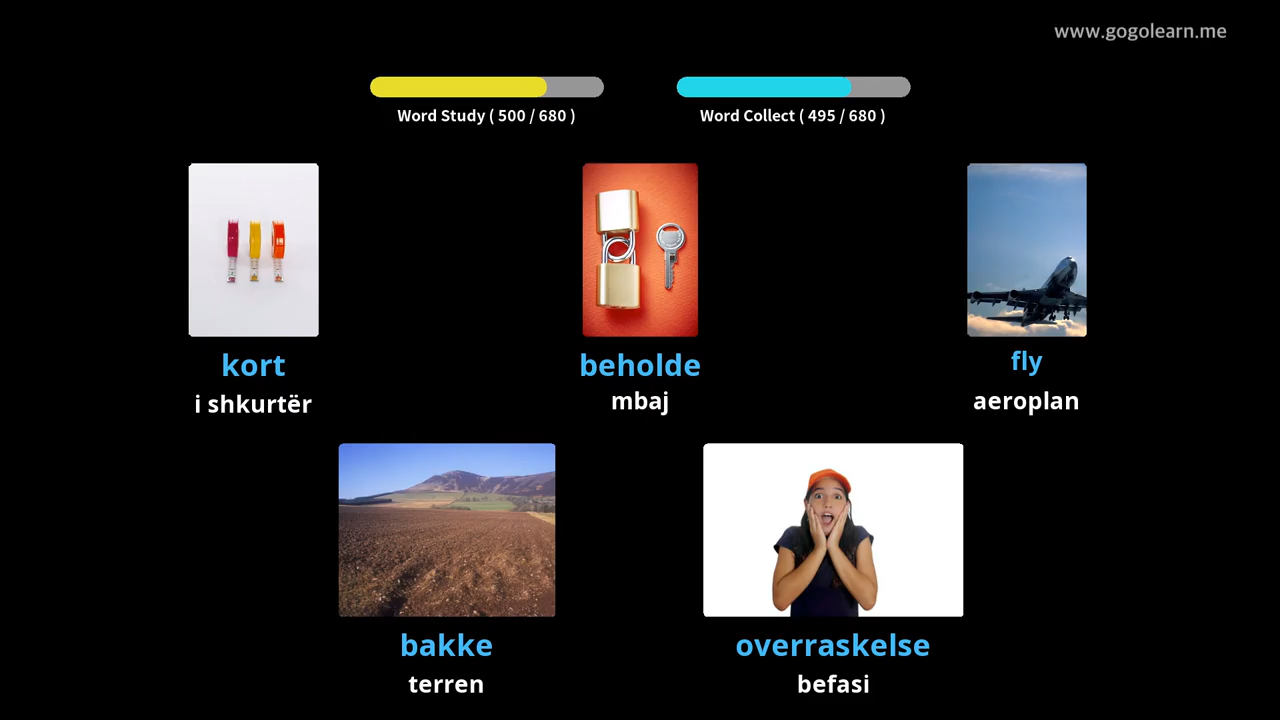 www.gogolearn.me
Word Study ( 500 / 680 )
Word Collect ( 495 / 680 )
kort
i shkurtër
beholde
mbaj
fly
aeroplan
bakke
terren
overraskelse
befasi